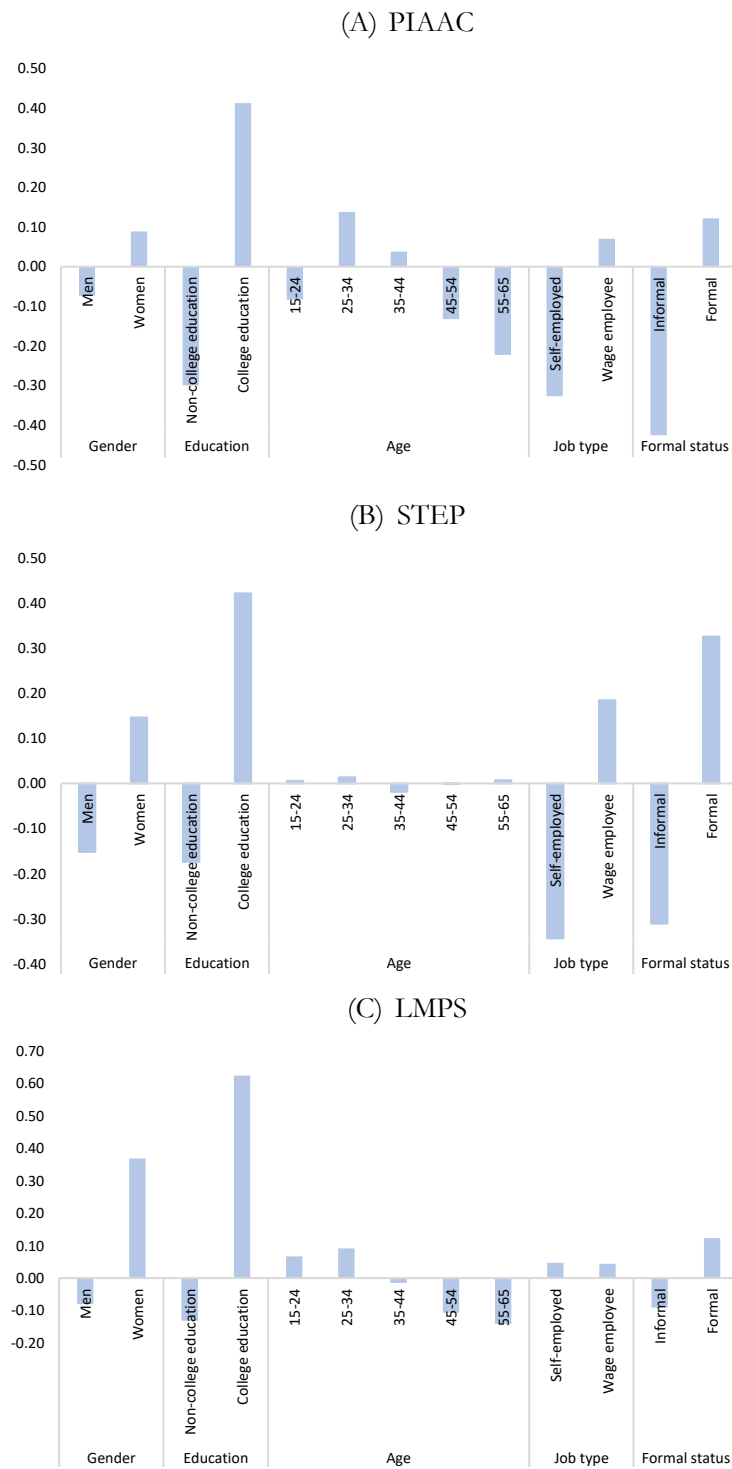 (A) PIAAC
0.50
0.40
0.30
0.20
0.10
0.00
-0.10
-0.20
-0.30
-0.40
-0.50
Men
Women
Non-college education
College education
15-24
25-34
35-44
45-54
55-65
Self-employed
Wage employee
Informal
Formal
Gender Education Age Job type Formal status
(B) STEP
0.50
0.40
0.30
0.20
0.10
0.00
-0.10
-0.20
-0.30
-0.40
Men
Women
Non-college education
College education
15-24
25-34
35-44
45-54
55-65
Self-employed
Wage employee
Informal
Formal
Gender Education Age Job type Formal status
(C) LMPS
0.70
0.60
0.50
0.40
0.30
0.20
0.10
0.00
-0.10
-0.20
Men
Women
Non-college education
College education
15-24
25-34
35-44
45-54
55-65
Self-employed
Wage employee
Informal
Formal
Gender Education Age Job type Formal status